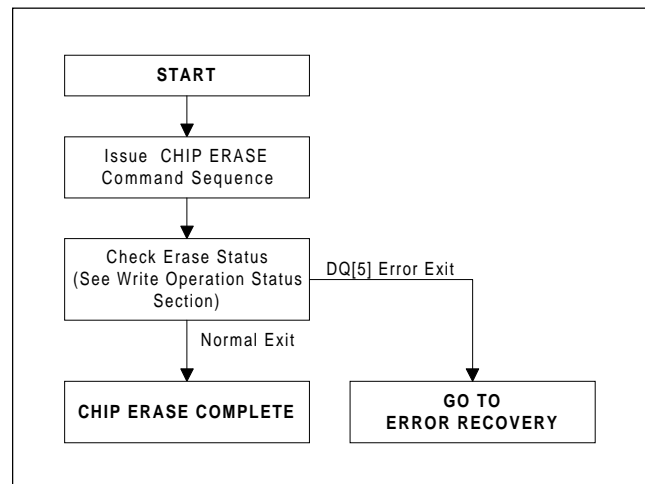 START
Issue CHIP ERASE
Command Sequence
Check Erase Status
(See Write Operation Status
Section)
DQ[5] Error Exit
Normal Exit
CHIP ERASE COMPLETE
GO TO
ERROR RECOVERY